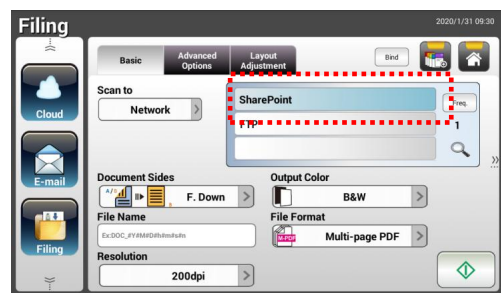 Filing
2020/1/31 09:30
Basic
Advanced
Options
Layout
Adjustment
Bind
Scan to
Network
SharePoint
FTP
Freq.
1
Cloud
E-mail
Filing
Document Sides
F. Down
Output Color
B&W
File Name
Ex:DOC_#Y#M#D#h#m#s#n
File Format
M-PDF
Multi-page PDF
Resolution
200dpi